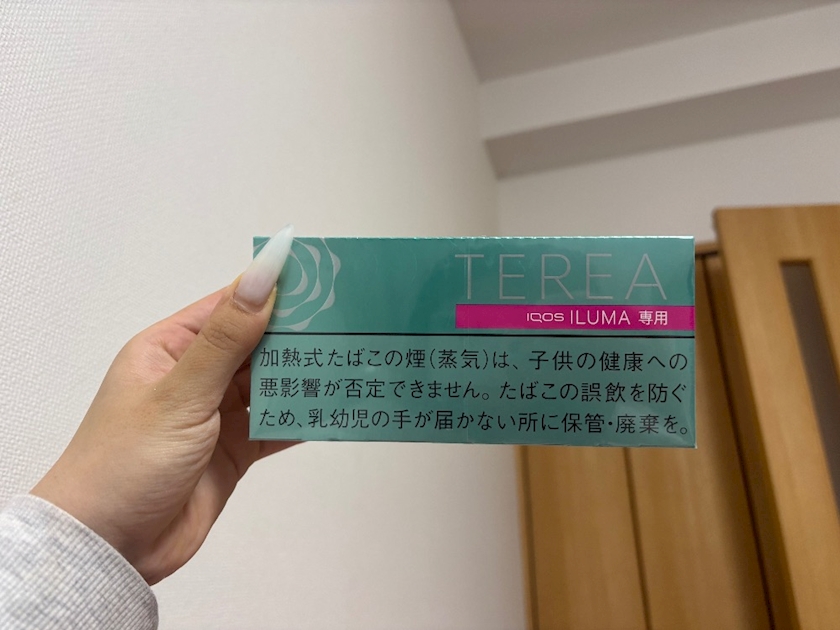 TEREA
IQOS ILUMA 専用
加熱式たばこの煙(蒸気)は、子供の健康への
悪影響が否定できません。たばこの誤飲を防ぐ
ため、乳幼児の手が届かない所に保管・廃棄を。